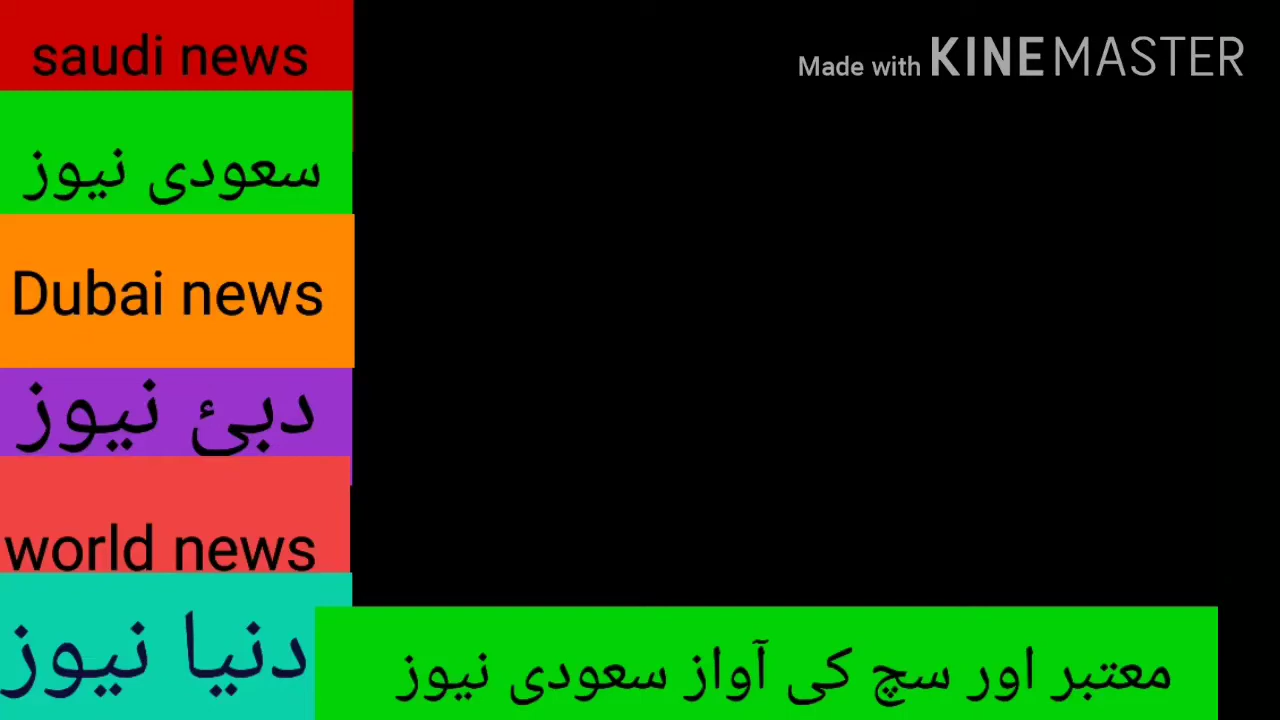 saudi news
Made with KINEMASTER
سعودی نیوز
Dubai news
دبئ نیوز
world news
دنیا نیوز
معتبر اور سچ کی آواز سعودی نیوز